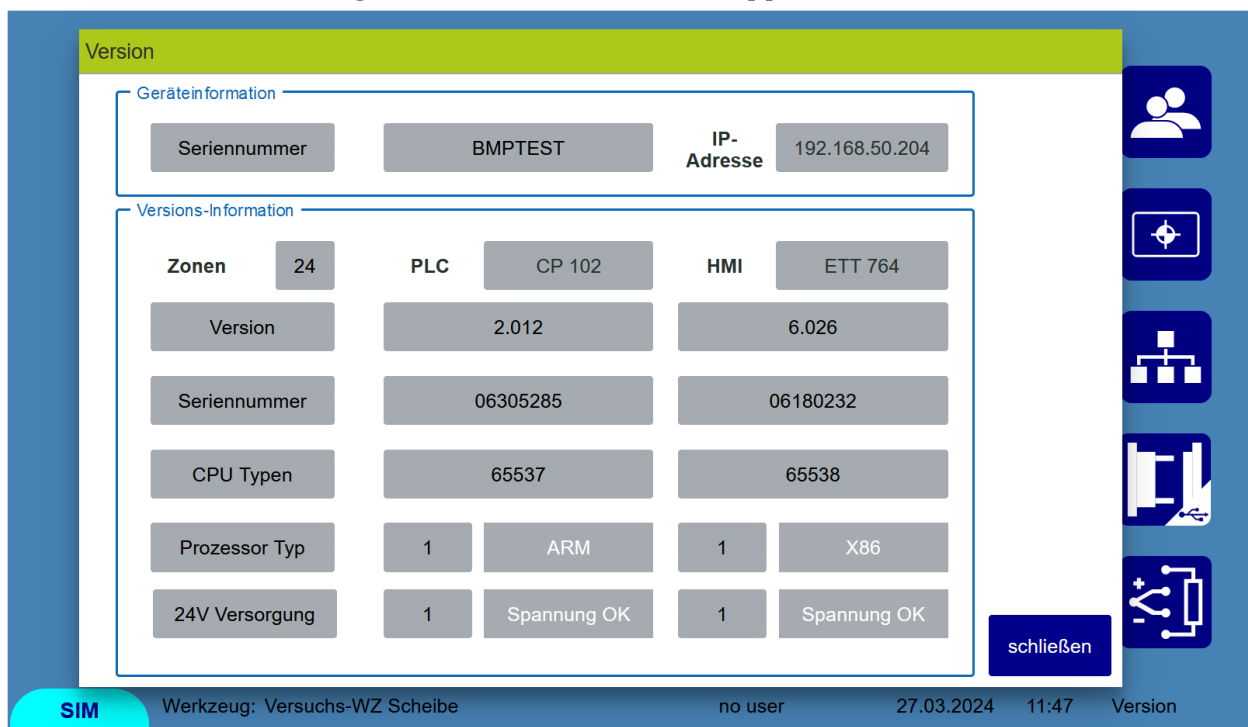 Version
Geräteinformation
Seriennummer BMPTEST IP-Adresse 192.168.50.204
Versions-Information
Zonen 24 PLC CP 102 HMI ETT 764
Version 2.012 6.026
Seriennummer 06305285 06180232
CPU Typen 65537 65538
Prozessor Typ 1 ARM 1 X86
24V Versorgung 1 Spannung OK 1 Spannung OK
schließen
SIM Werkzeug: Versuchs-WZ Scheibe no user 27.03.2024 11:47 Version